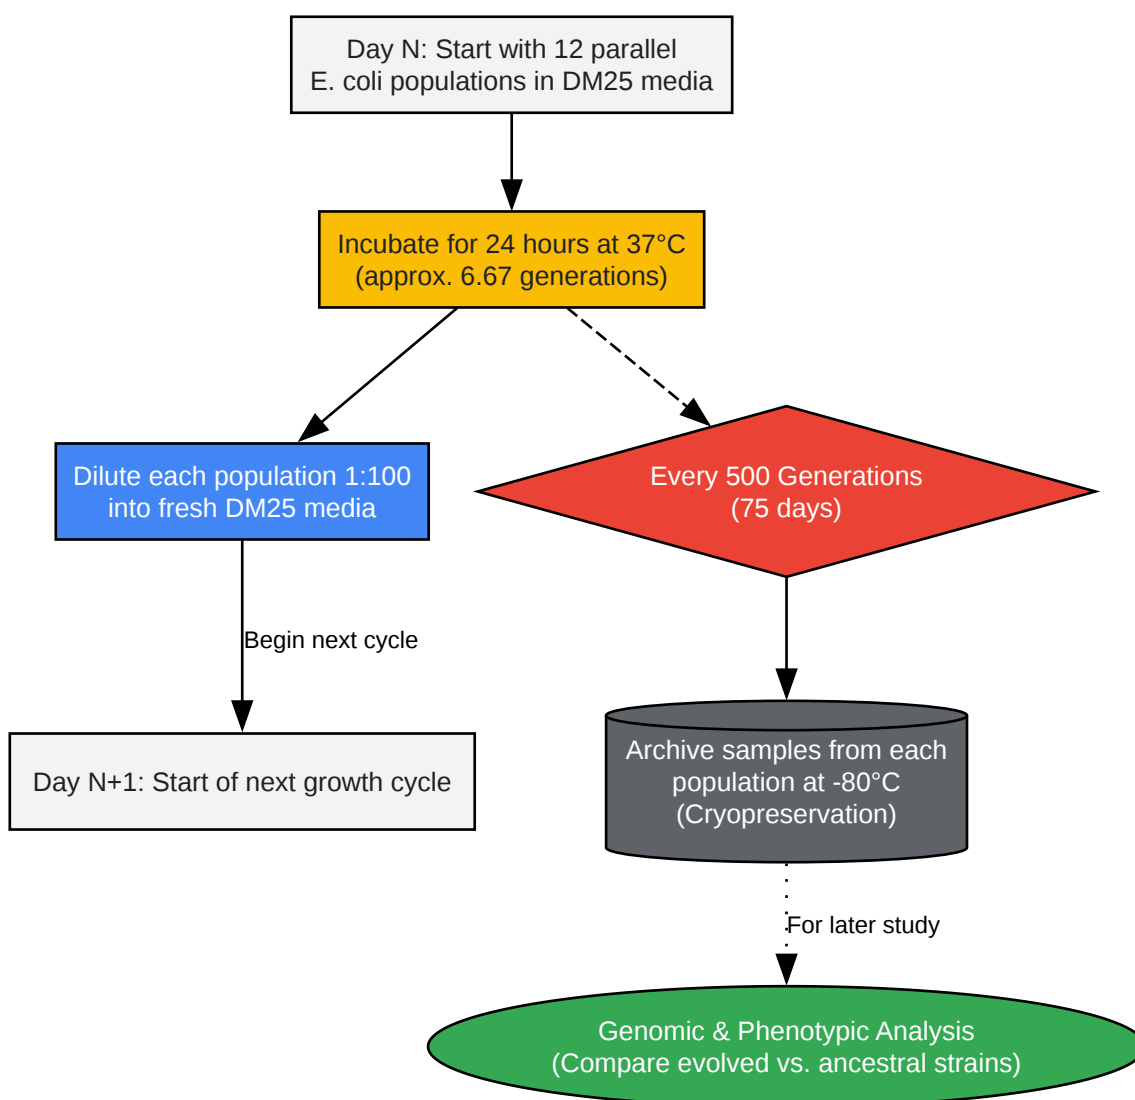 Day N: Start with 12 parallel
E. coli populations in DM25 media
Incubate for 24 hours at 37°C
(approx. 6.67 generations)
Dilute each population 1:100
into fresh DM25 media
Every 500 Generations
(75 days)
Begin next cycle
Day N+1: Start of next growth cycle
Archive samples from each
population at -80°C
(Cryopreservation)
For later study
Genomic & Phenotypic Analysis
(Compare evolved vs. ancestral strains)